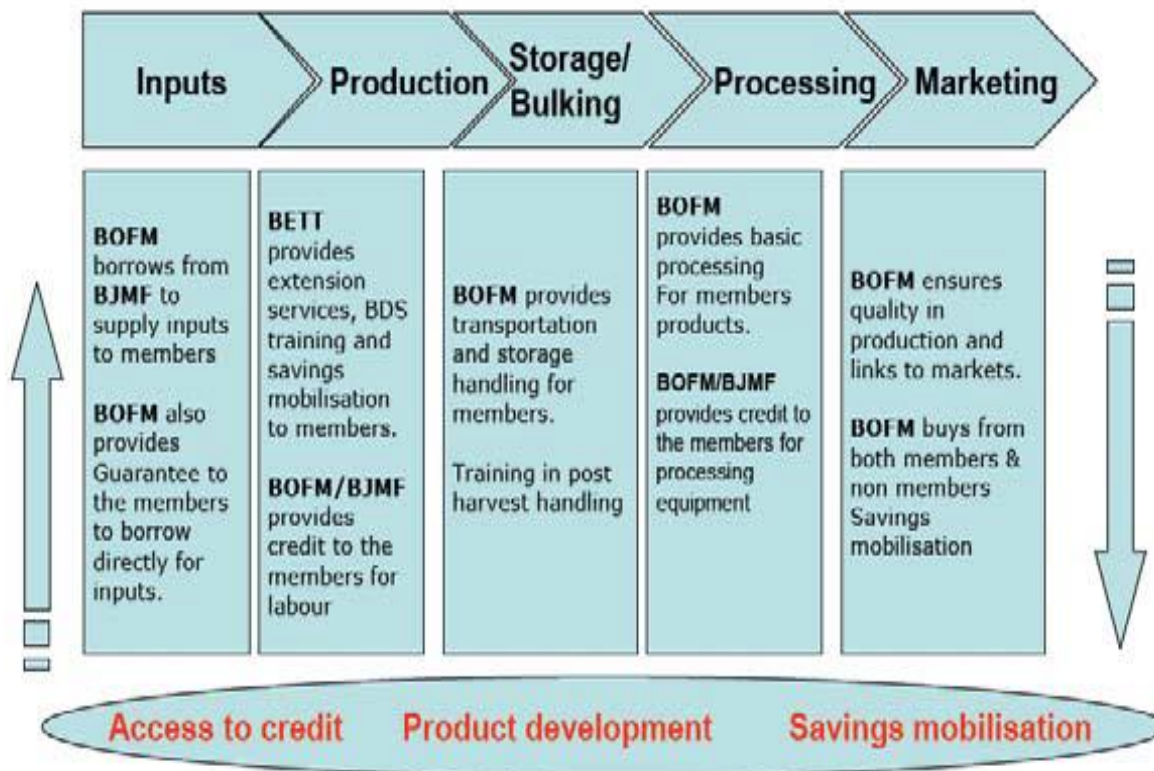 Inputs
Production
Storage/
Bulking
Processing
Marketing
BOFM
borrows from
BJMF to
supply inputs
to members
BOFM also
provides
Guarantee to
the members
to borrow
directly for
inputs.
BETT
provides
extension
services, BDS
training and
savings
mobilisation
to members.
BOFM/BJMF
provides
credit to the
members for
labour
BOFM provides
transportation
and storage
handling for
members.
Training in post
harvest handling
BOFM
provides basic
processing
For members
products.
BOFM/BJMF
provides credit to
the members for
processing
equipment
BOFM ensures
quality in
production and
links to markets.
BOFM buys from
both members &
non members
Savings
mobilisation
Access to credit
Product development
Savings mobilisation